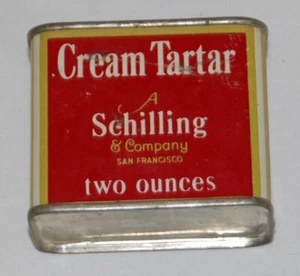 Cream Tartar
A
Schilling
& Company
SAN FRANCISCO
two ounces